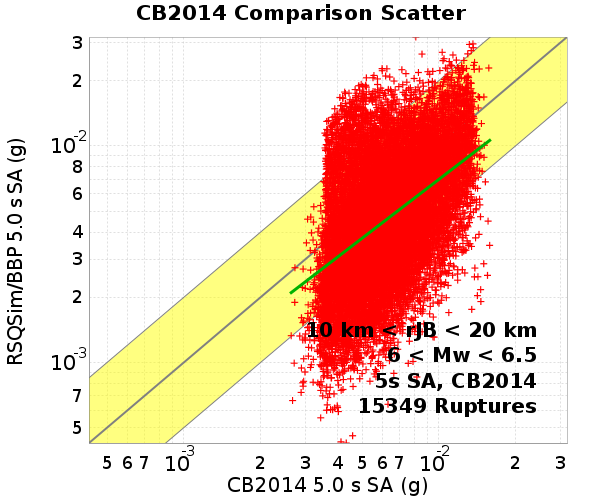 CB2014 Comparison Scatter
RSQSim/BBP 5.0 s SA (g)
3
2
10-2
8
6
4
3
2
10-3
7
5
10 km < rJB < 20 km
6 < Mw < 6.5
5s SA, CB2014
15349 Ruptures
5 6 7 10-3 2 3 4 5 6 7 10-2 2 3
CB2014 5.0 s SA (g)